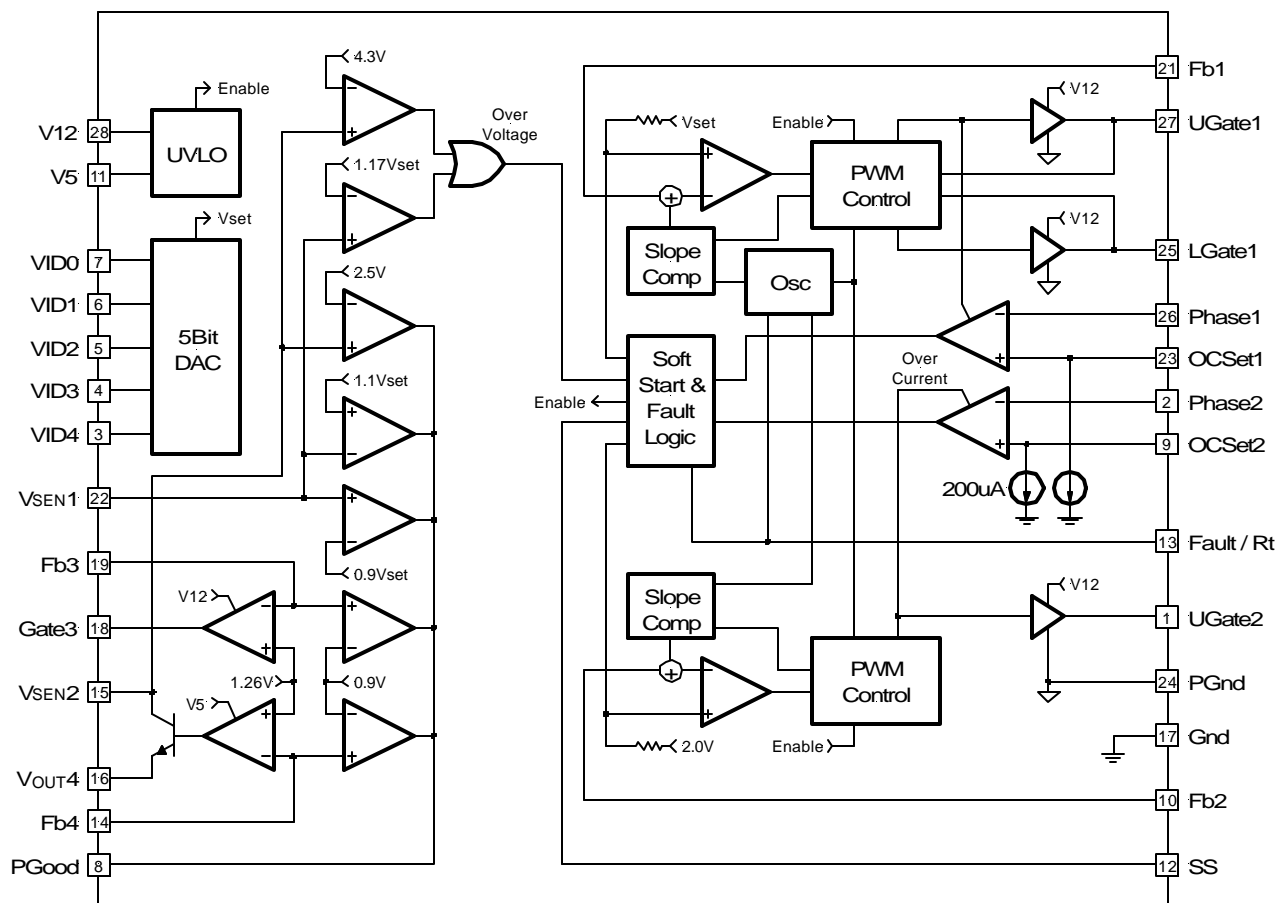 Enable
V12 28
UVLO
V5 11
Vset
VID0 7
VID1 6
VID2 5
5Bit
DAC
VID3 4
VID4 3
VSEN1 22
Fb3 19
V12
Gate3 18
1.26V
VSEN2 15
V5
VOUT4 16
Fb4 14
PGood 8
4.3V
−
+
1.17Vset
−
+
2.5V
−
+
1.1Vset
+
−
+
−
0.9Vset
−
+
+
−
0.9V
+
−
−
+
Over
Voltage
Vset
Enable
+
−
+
PWM
Control
V12
V12
Slope
Comp
Osc
Soft
Start &
Fault
Logic
Enable
Over
Current
−
+
−
+
200uA
Slope
Comp
+
−
+
PWM
Control
2.0V
Enable
V12
21 Fb1
27 UGate1
25 LGate1
26 Phase1
23 OCSet1
2 Phase2
9 OCSet2
13 Fault / Rt
1 UGate2
24 PGnd
17 Gnd
10 Fb2
12 SS